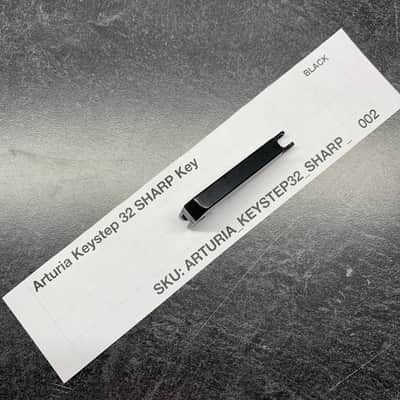 BLACK
Arturia Keystep 32 SHARP Key
SKU: ARTURIA_KEYSTEP32_SHARP_ 002